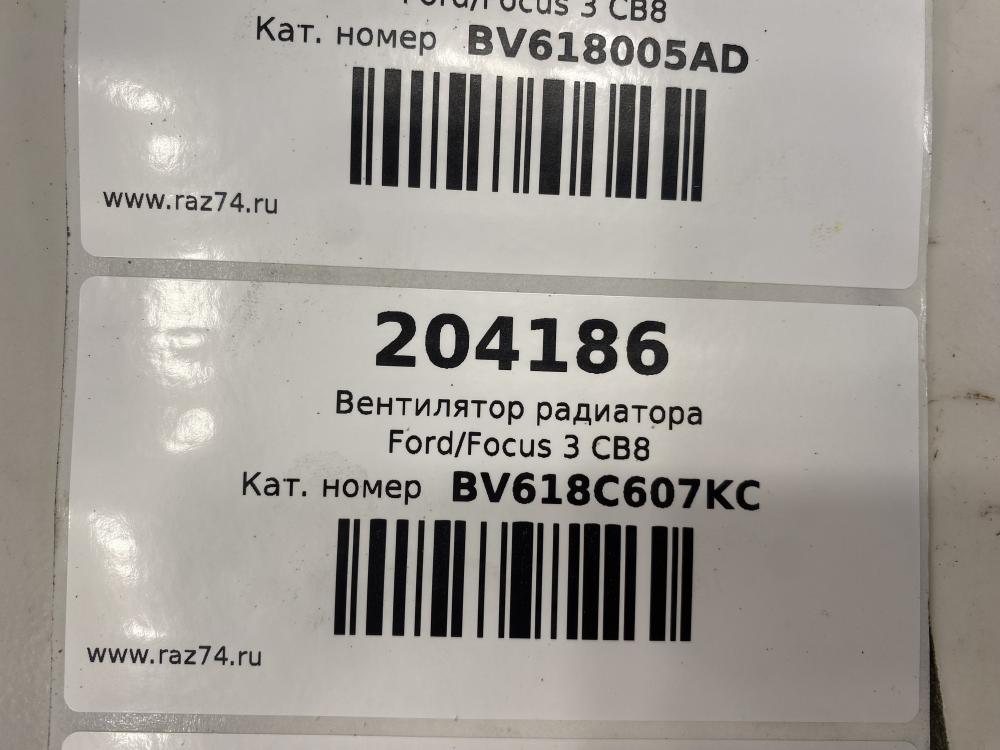 Ford/Focus 3 CB8
Кат. номер BV618005AD
www.raz74.ru
204186
Вентилятор радиатора
Ford/Focus 3 CB8
Кат. номер BV618C607KC
www.raz74.ru